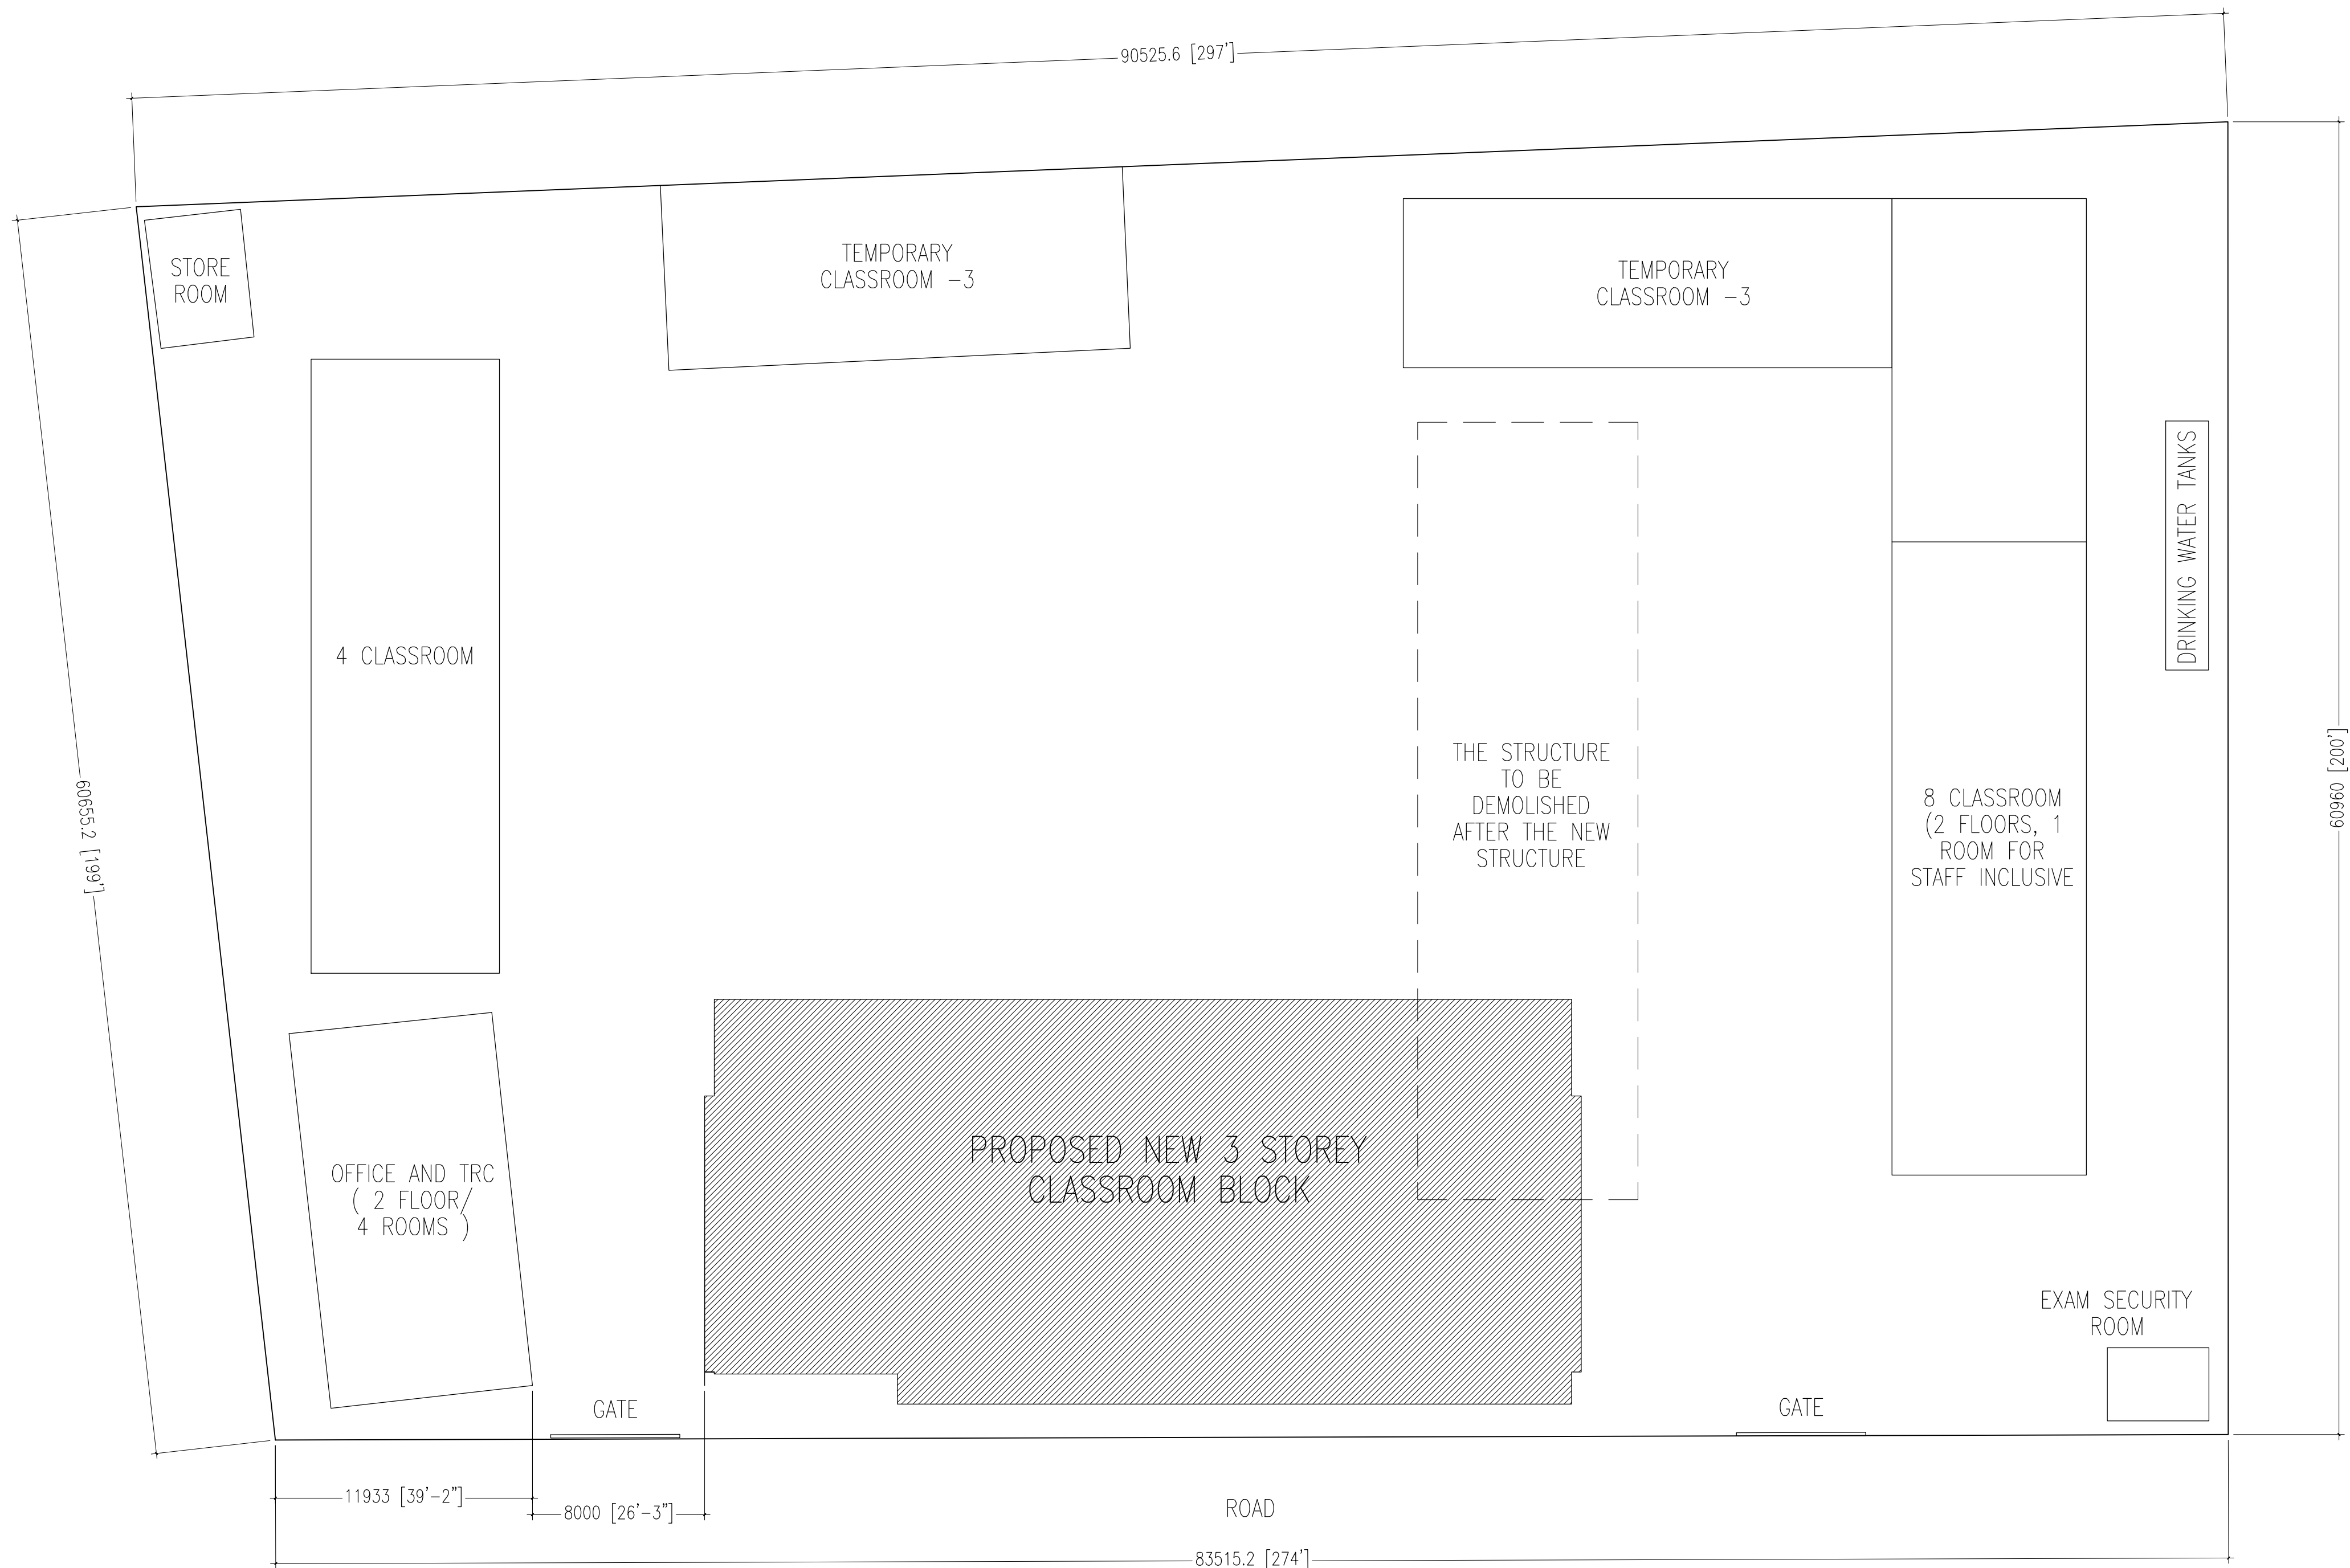 90525.6 [297']
STORE
ROOM
TEMPORARY
CLASSROOM -3
TEMPORARY
CLASSROOM -3
DRINKING WATER TANKS
4 CLASSROOM
THE STRUCTURE
TO BE
DEMOLISHED
AFTER THE NEW
STRUCTURE
8 CLASSROOM
(2 FLOORS, 1
ROOM FOR
STAFF INCLUSIVE
60655.2 [199']
60960 [200']
PROPOSED NEW 3 STOREY
CLASSROOM BLOCK
OFFICE AND TRC
( 2 FLOOR/
4 ROOMS )
EXAM SECURITY
ROOM
GATE
GATE
11933 [39'-2"]
8000 [26'-3"]
ROAD
83515.2 [274']